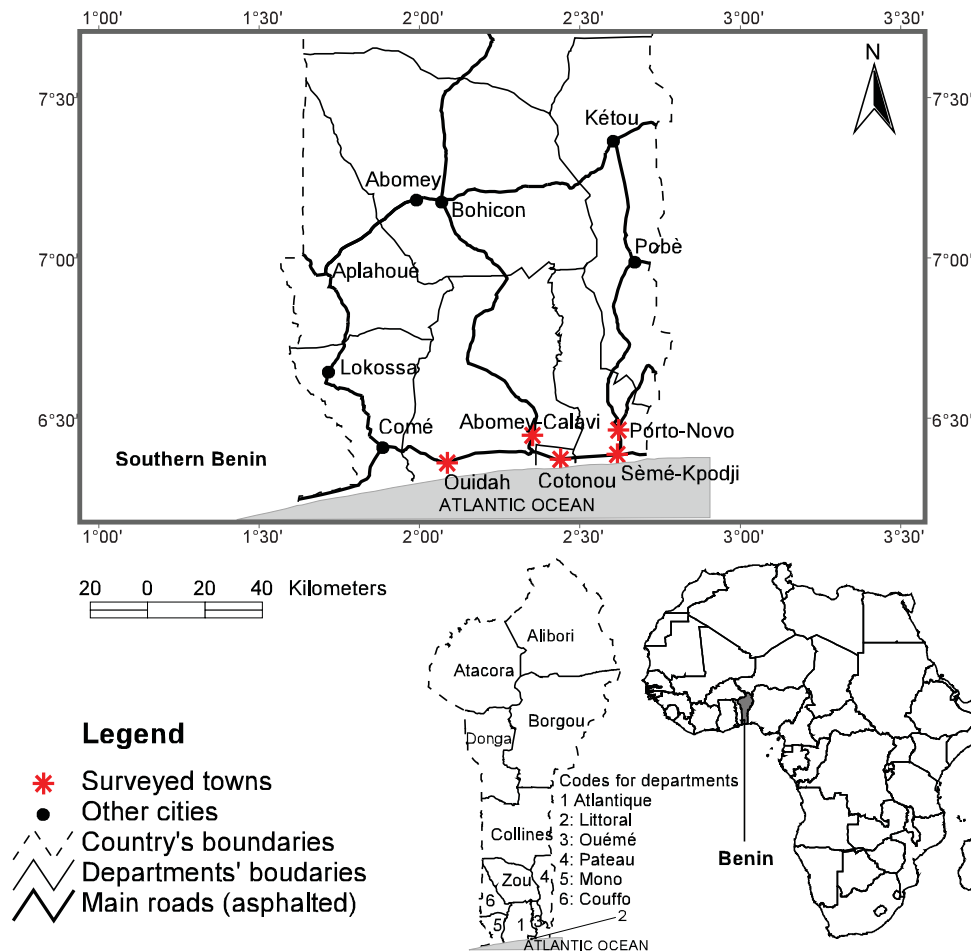 1°00' 1°30' 2°00' 2°30' 3°00' 3°30'
N
7°30' 7°30'
Kétou
Abomey
Bohicon
Pobè
7°00' 7°00'
Aplahoué
Lokossa
6°30' 6°30'
Comé Abomey-Calavi Porto-Novo
Southern Benin
Ouidah Cotonou Sèmé-Kpodji
ATLANTIC OCEAN
1°00' 1°30' 2°00' 2°30' 3°00' 3°30'
20 0 20 40 Kilometers
Alibori
Atacora
Borgou
Donga
Collines
Zou
4
6
5 1 3
2
ATLANTIC OCEAN
Codes for departments
1 Atlantique
2: Littoral
3: Ouémé
4: Pateau
5: Mono
6: Couffo
Benin
Legend
Surveyed towns
Other cities
Country's boundaries
Departments' boudaries
Main roads (asphalted)